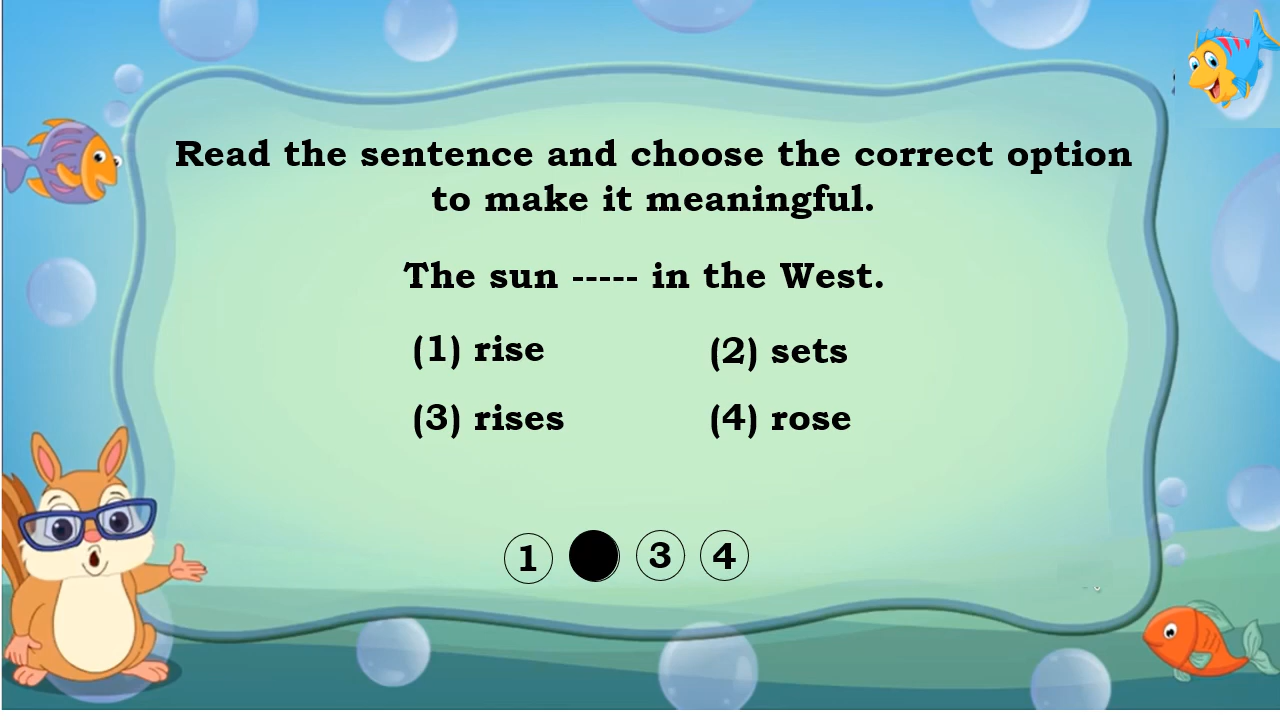 Read the sentence and choose the correct option
to make it meaningful.
The sun ----- in the West.
(1) rise (2) sets
(3) rises (4) rose
1 3 4